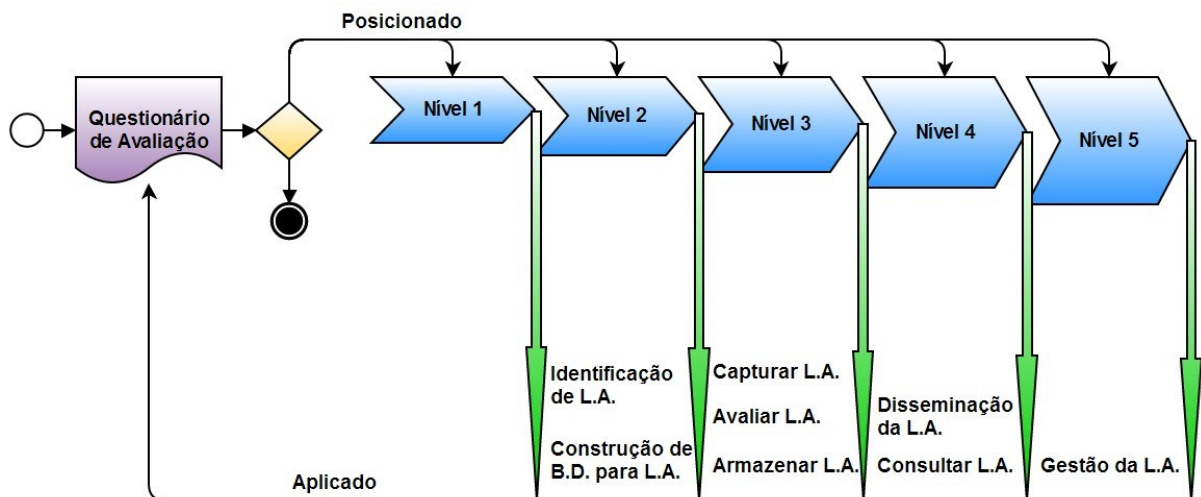 Posicionado
Questionário
de Avaliação
Nível 1
Nível 2
Nível 3
Nível 4
Nível 5
Identificação
de L.A.
Construção de
B.D. para L.A.
Capturar L.A.
Avaliar L.A.
Armazenar L.A.
Disseminação
da L.A.
Consultar L.A.
Gestão da L.A.
Aplicado